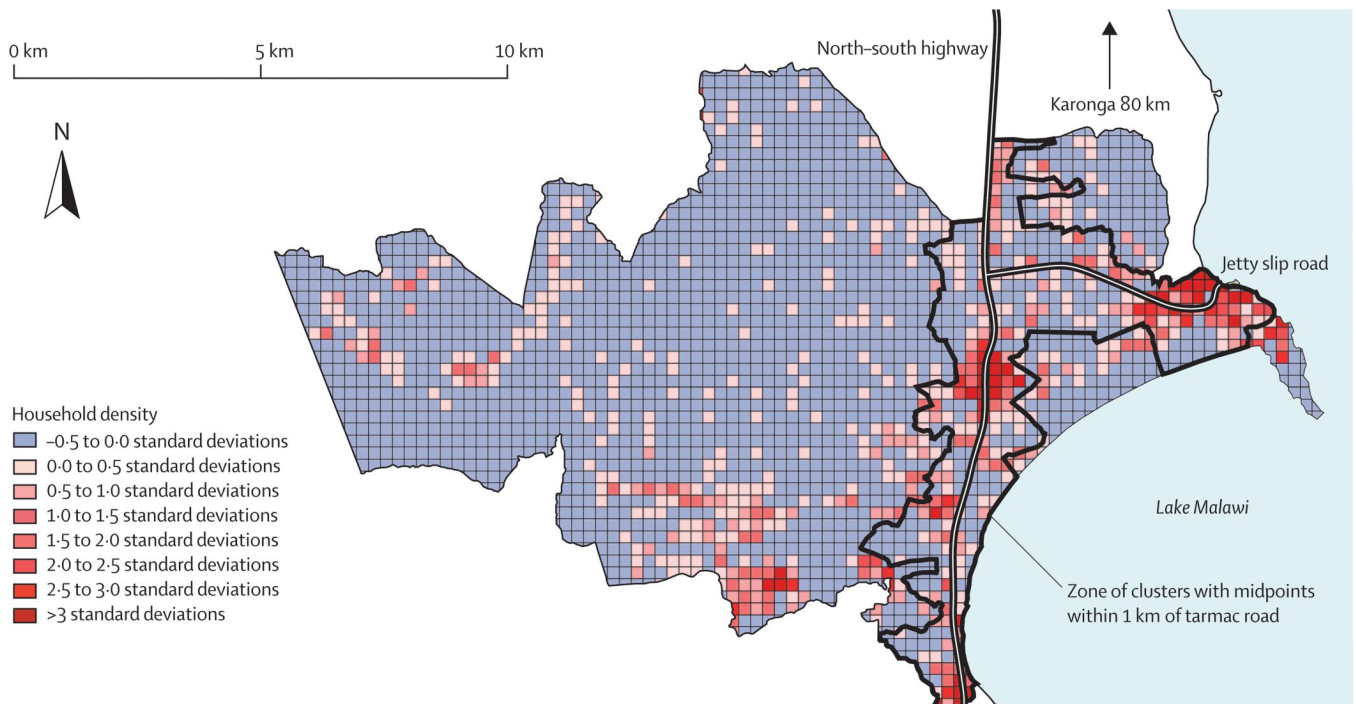 0 km
5 km
10 km
North–south highway
Karonga 80 km
N
Jetty slip road
Household density
–0·5 to 0·0 standard deviations
0·0 to 0·5 standard deviations
0·5 to 1·0 standard deviations
1·0 to 1·5 standard deviations
1·5 to 2·0 standard deviations
2·0 to 2·5 standard deviations
2·5 to 3·0 standard deviations
>3 standard deviations
Lake Malawi
Zone of clusters with midpoints
within 1 km of tarmac road